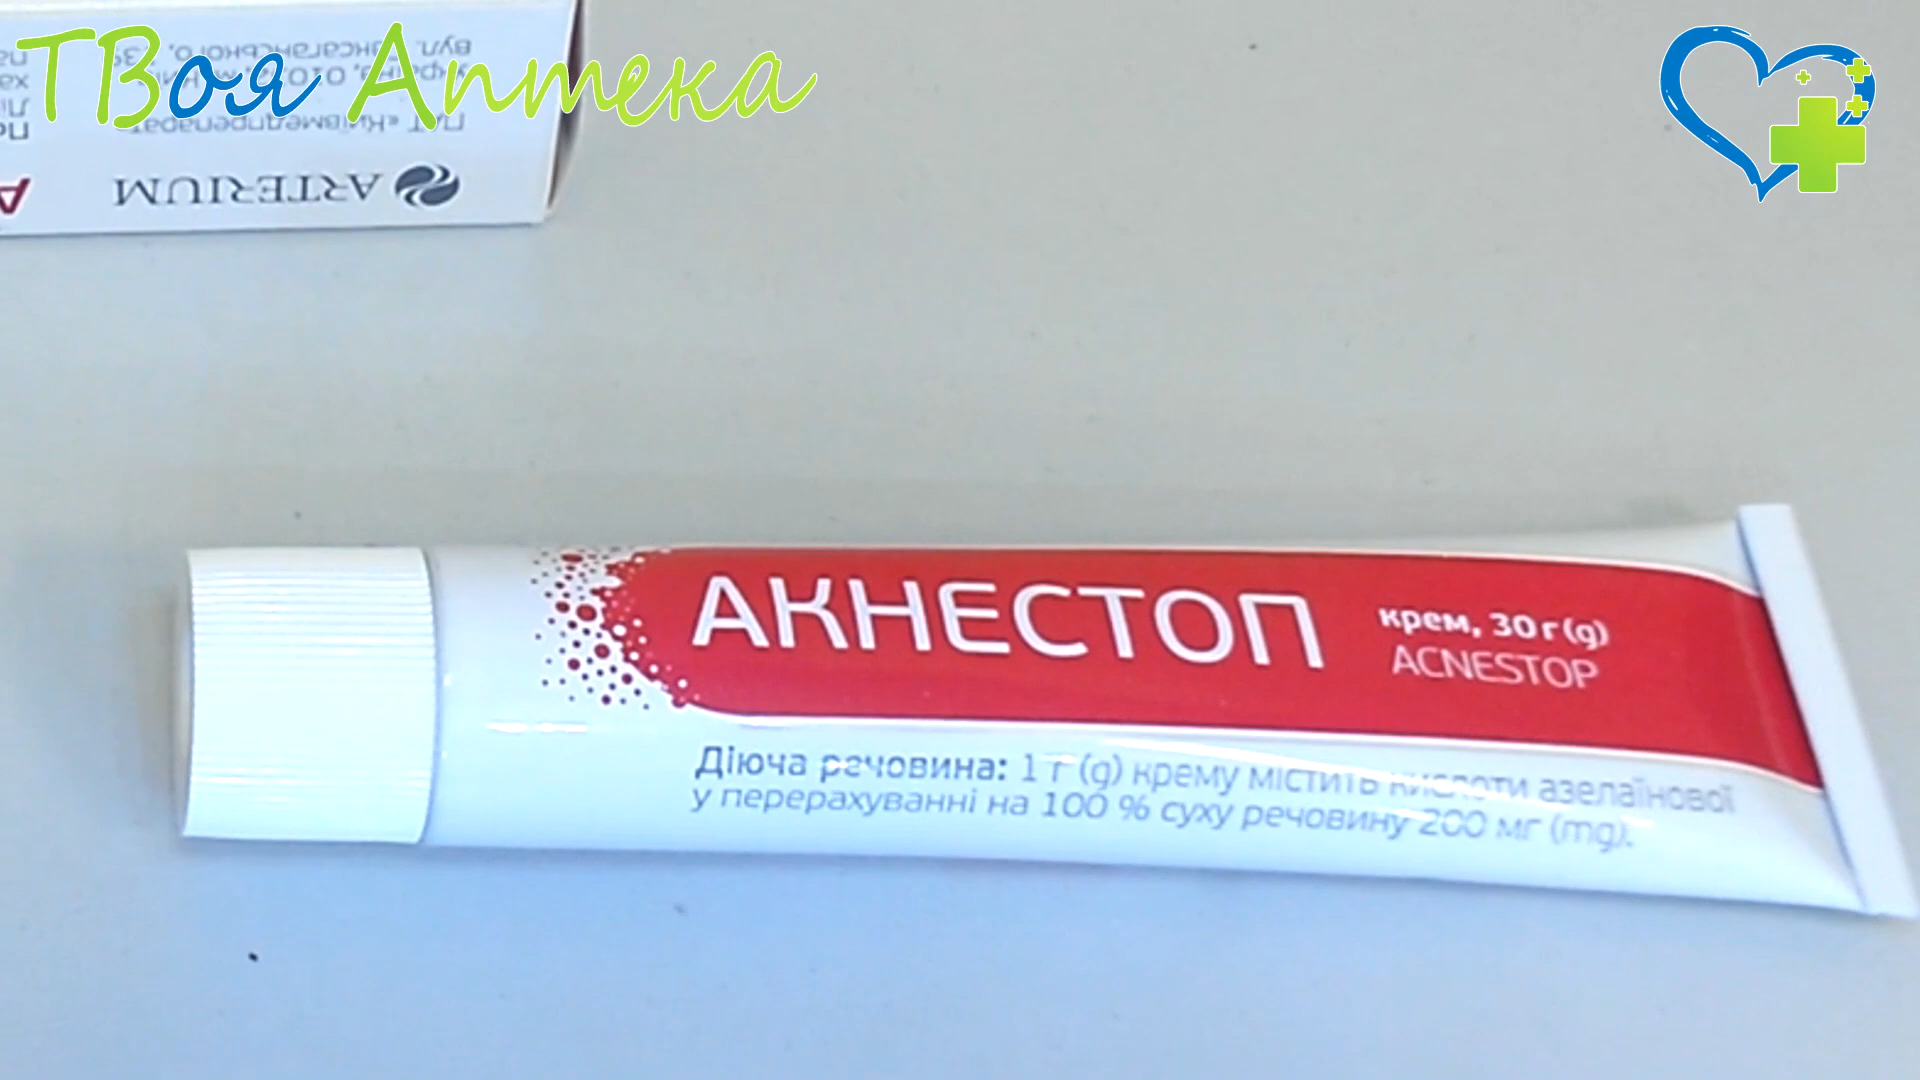 ТВоя Аптека
ARTERIUM
АКНЕСТОП
крем, 30 г (g)
ACNESTOP
Діюча речовина: 1 г (g) крему містить кислоти азелаїнової
у перерахуванні на 100 % суху речовину 200 мг (mg).